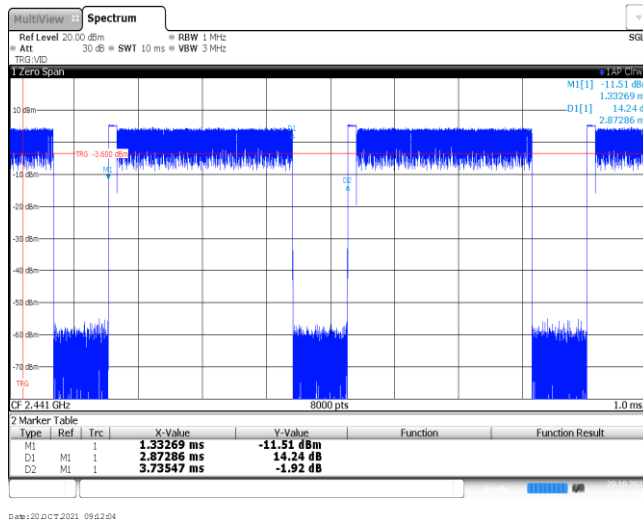 MultiView Spectrum
Ref Level 20.00 dBm RBW 1 MHz SGL
Att 30 dB SWT 10 ms VBW 3 MHz
TRG:VID
1 Zero Span 1AP Clrw
M1[1] -11.51 dBm
1.33269 ms
10 dBm D1[1] 14.24 dB
2.87286 ms
D1
TRG -3.600 dBm
-10 dBm M1
D2
-20 dBm
-30 dBm
-40 dBm
-50 dBm
-60 dBm
-70 dBm
TRG
CF 2.441 GHz 8000 pts 1.0 ms
2 Marker Table
Type Ref Trc X-Value Y-Value Function Function Result
M1 1 1.33269 ms -11.51 dBm
D1 M1 1 2.87286 ms 14.24 dB
D2 M1 1 3.73547 ms -1.92 dB
Date:20.OCT.2021 09:12:04